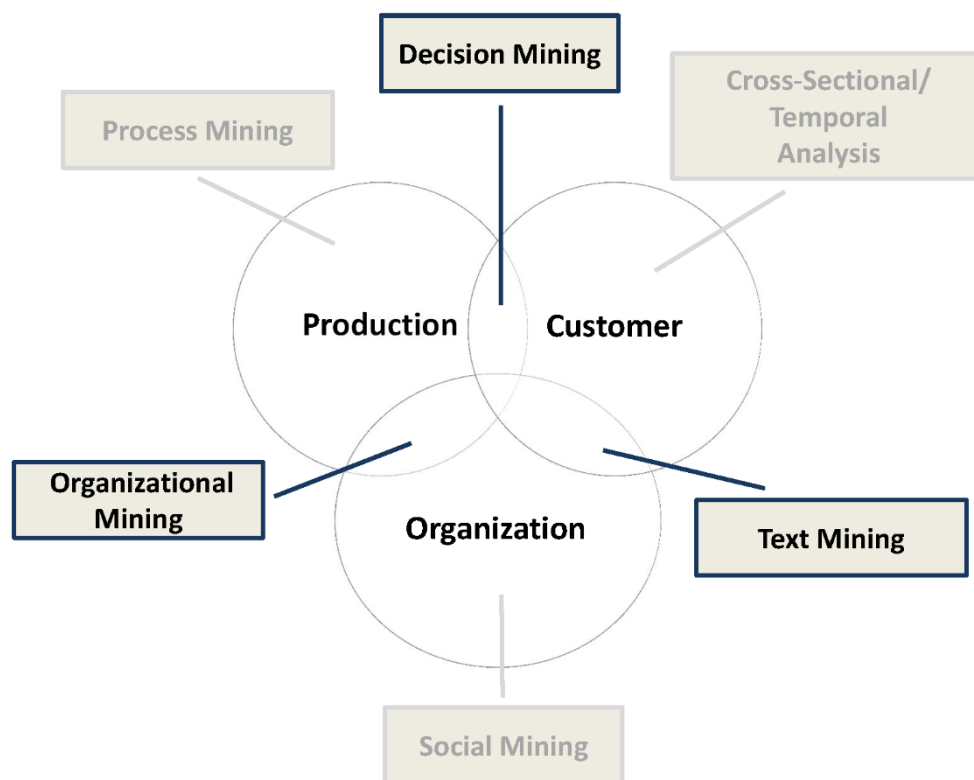 Decision Mining
Cross-Sectional/
Temporal
Analysis
Process Mining
Production
Customer
Organizational
Mining
Organization
Text Mining
Social Mining